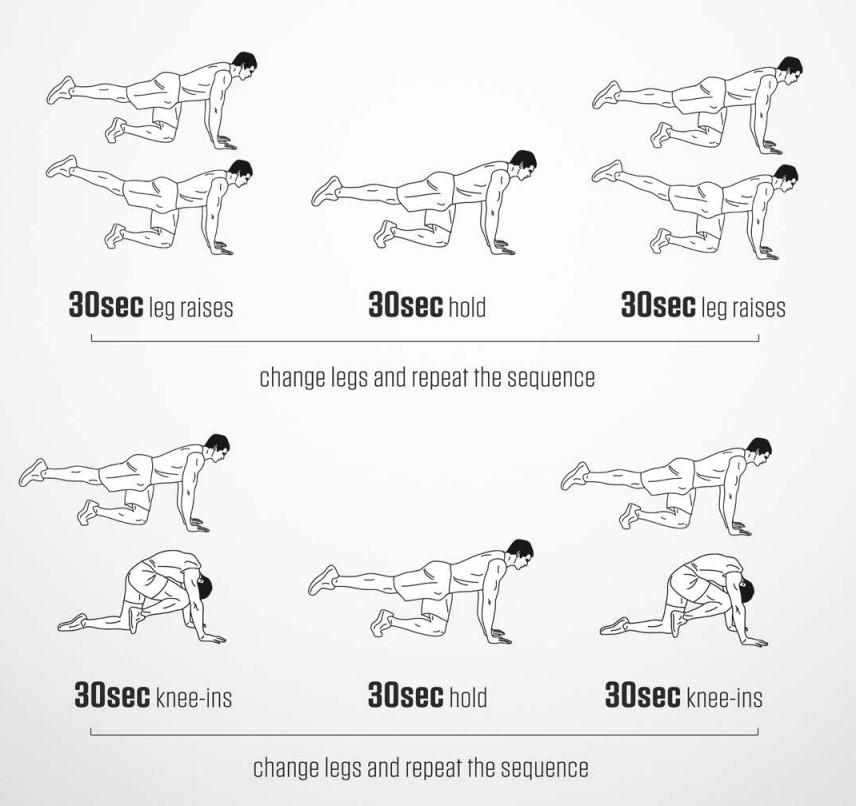 30sec leg raises
30sec hold
30sec leg raises
change legs and repeat the sequence
30sec knee-ins
30sec hold
30sec knee-ins
change legs and repeat the sequence